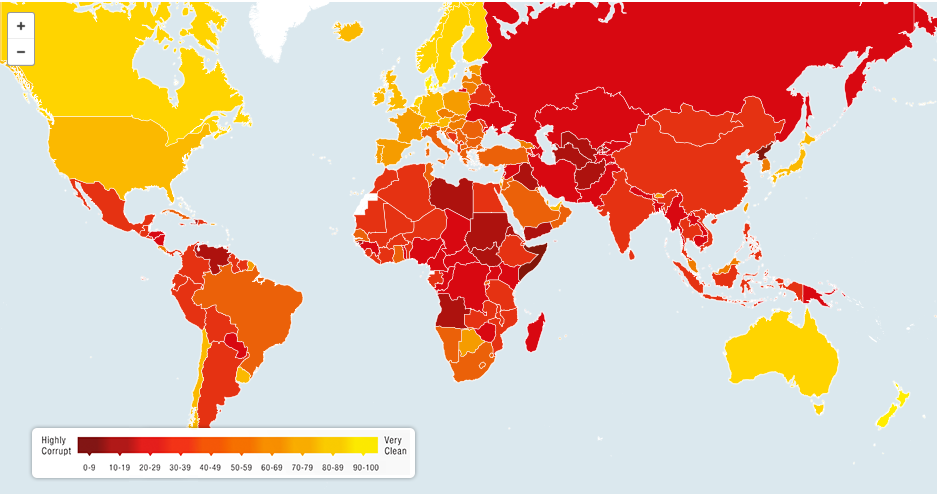 +
−
Highly
Corrupt
Very
Clean
0-9 10-19 20-29 30-39 40-49 50-59 60-69 70-79 80-89 90-100